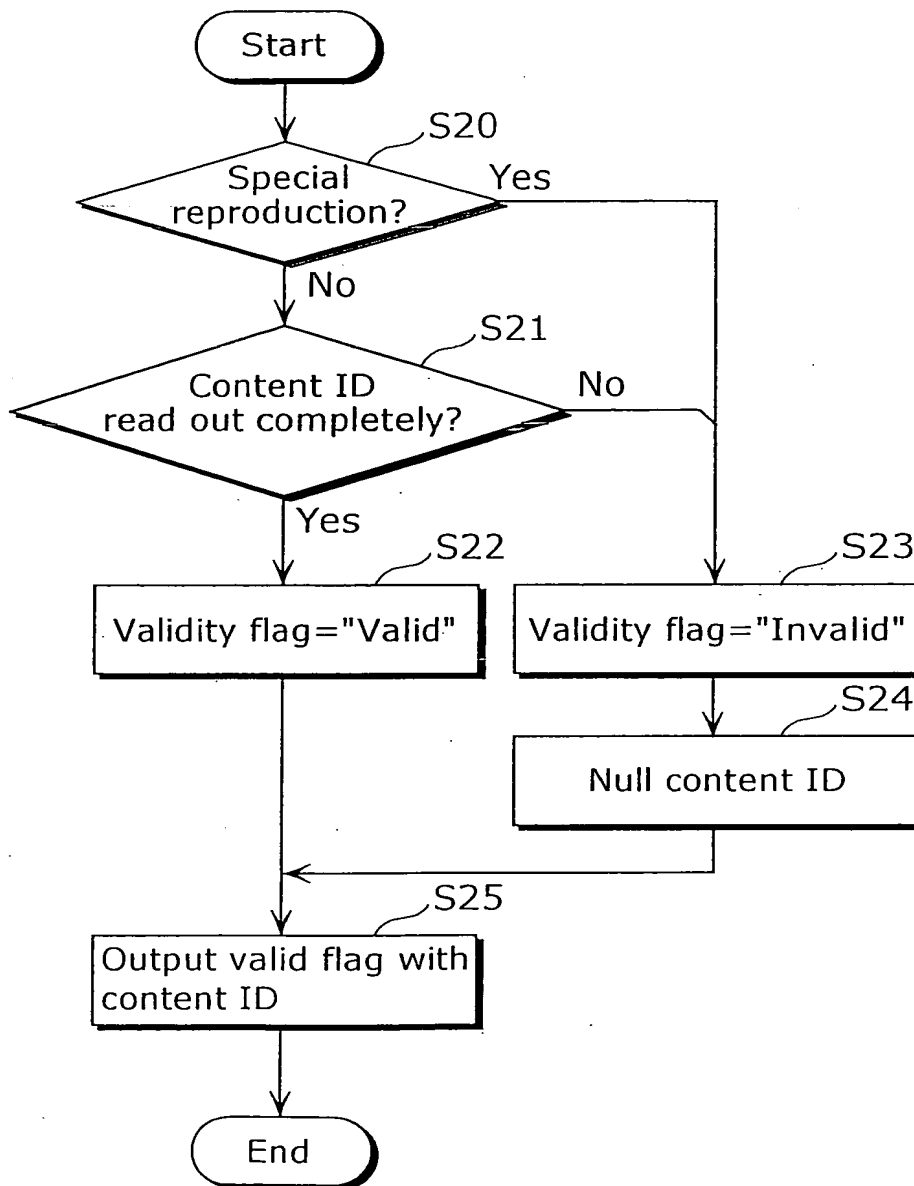 Start
S20
Special
reproduction?
Yes
No
S21
Content ID
read out completely?
No
Yes
S22
Validity flag="Valid"
S23
Validity flag="Invalid"
S24
Null content ID
S25
Output valid flag with
content ID
End